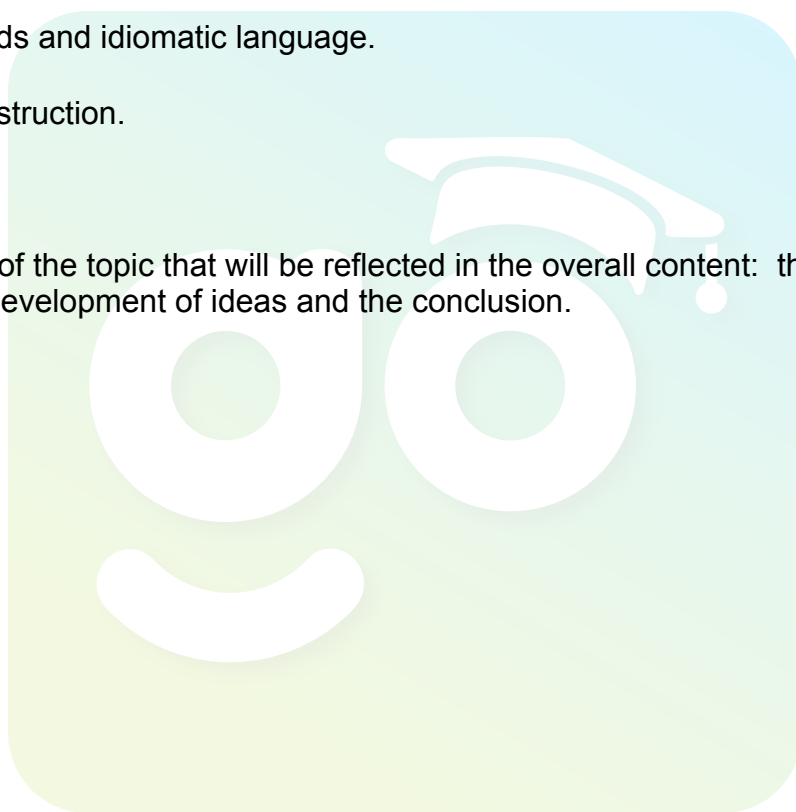 ds and idiomatic language.
struction.
of the topic that will be reflected in the overall content:  th
evelopment of ideas and the conclusion.
go